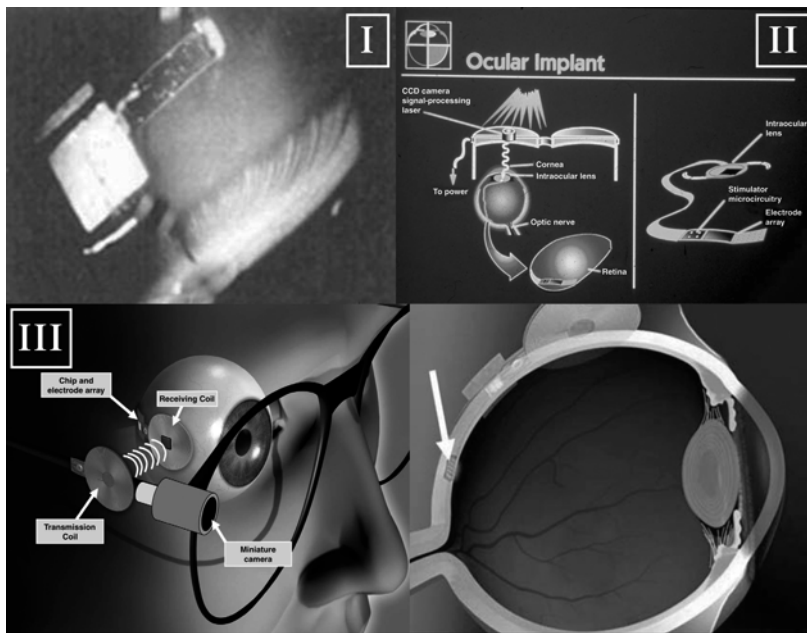 I
II
Ocular Implant
CCD camera
signal-processing
laser
To power
Cornea
Intraocular lens
Optic nerve
Retina
Intraocular
lens
Stimulator
microcircuitry
Electrode
array
III
Chip and
electrode array
Receiving Coil
Transmission
Coil
Miniature
camera